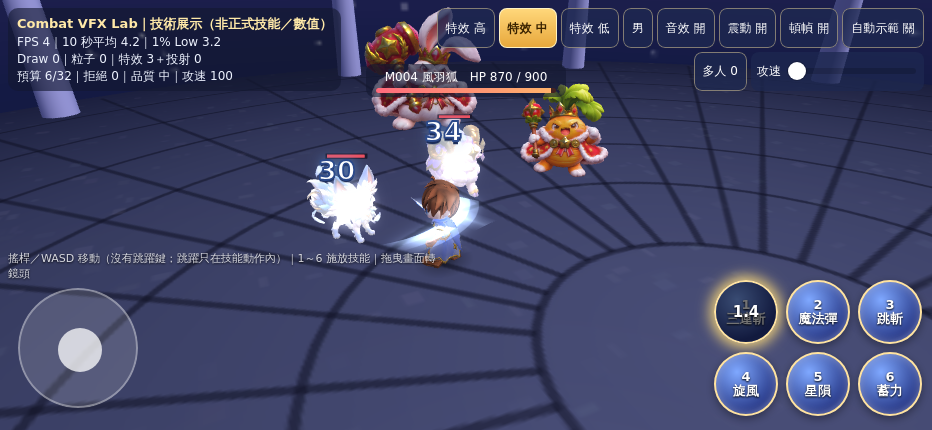 Combat VFX Lab｜技術展示（非正式技能／數值）
FPS 4｜10 秒平均 4.2｜1% Low 3.2
Draw 0｜粒子 0｜特效 3＋投射 0
預算 6/32｜拒絕 0｜品質 中｜攻速 100
特效 高
特效 中
特效 低
男
音效 開
震動 開
頓幀 開
自動示範 關
多人 0
攻速
M004 風羽狐 HP 870 / 900
34
30
搖桿／WASD 移動（沒有跳躍鍵；跳躍只在技能動作內）｜1～6 施放技能｜拖曳畫面轉
鏡頭
1
1.4
三連斬
2
魔法彈
3
跳斬
4
旋風
5
星隕
6
蓄力